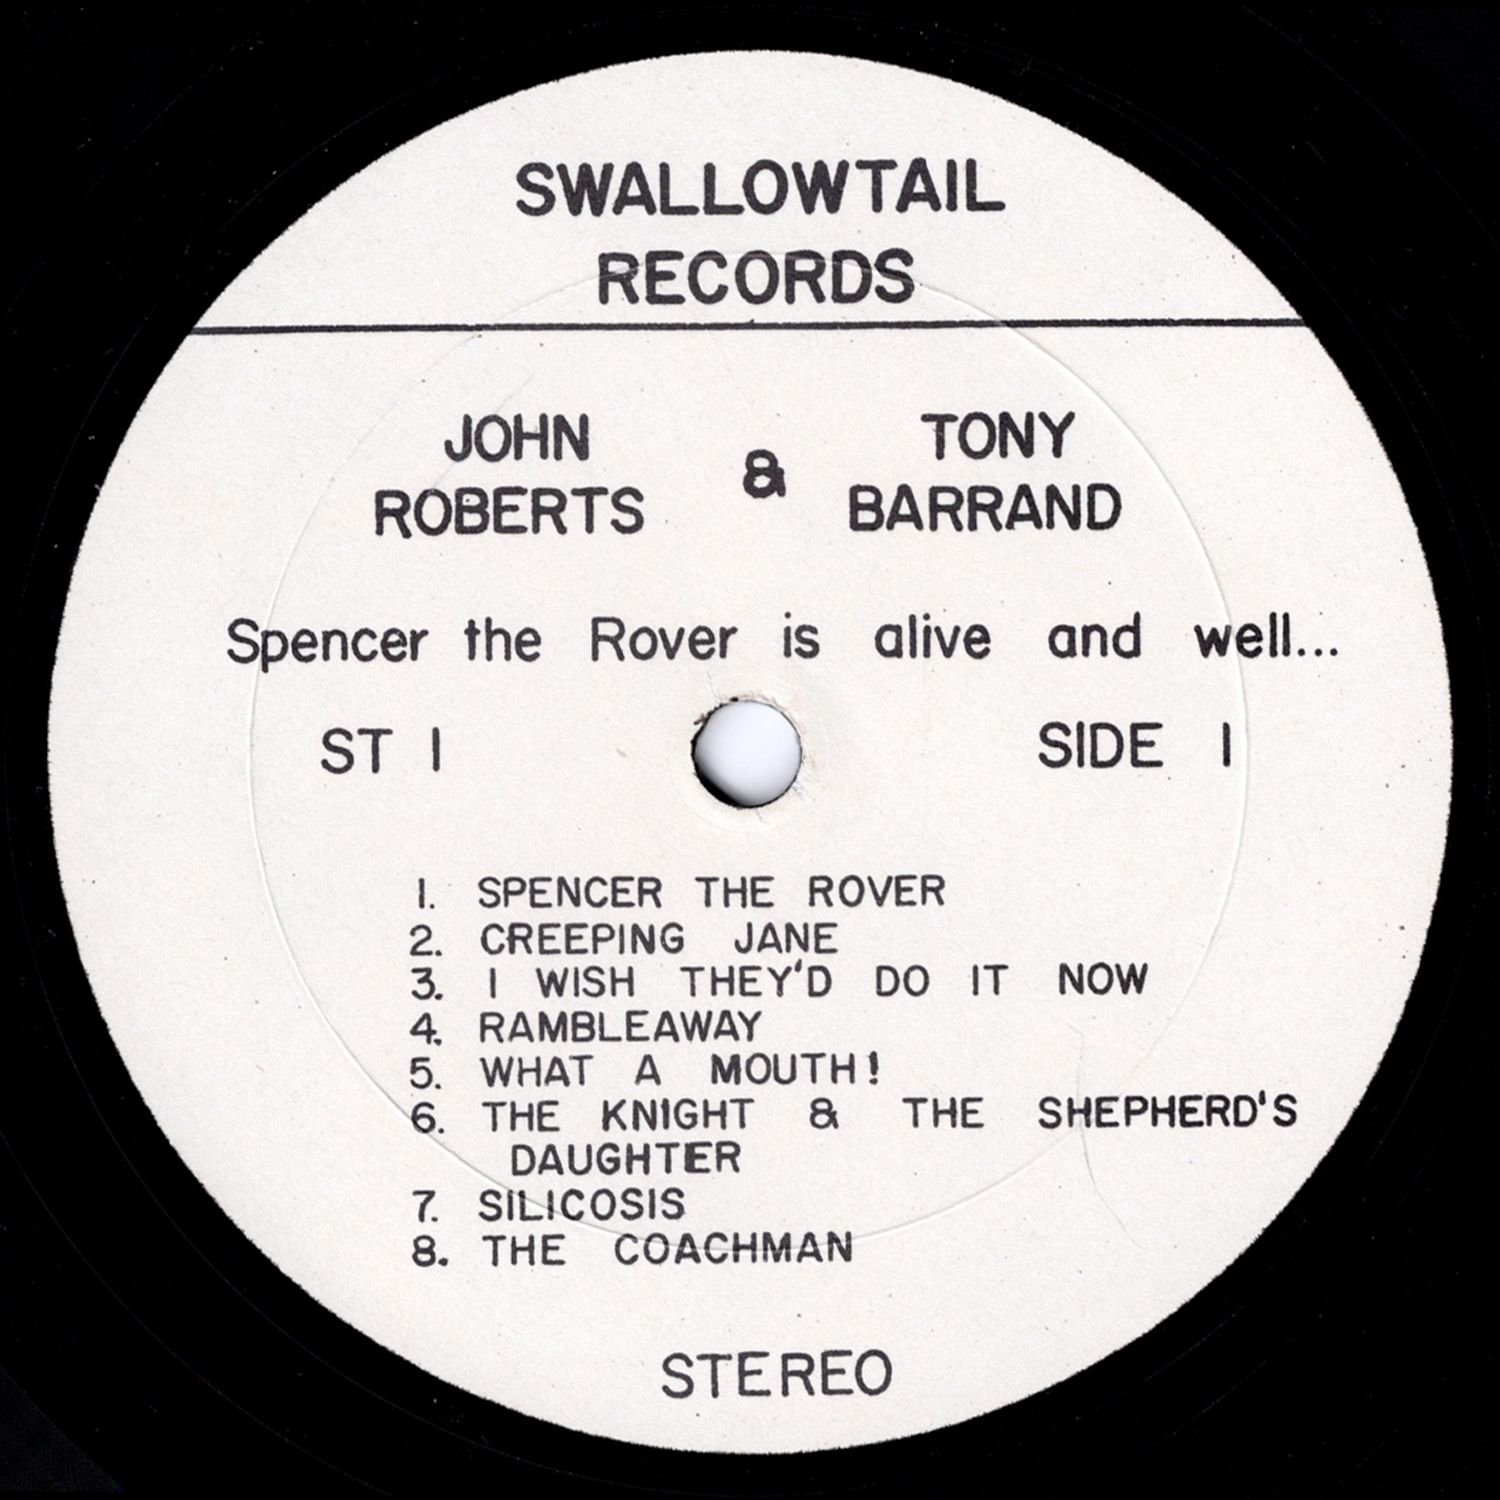 SWALLOWTAIL
RECORDS
JOHN
ROBERTS
&
TONY
BARRAND
Spencer the Rover is alive and well...
ST 1
SIDE 1
1. SPENCER THE ROVER
2. CREEPING JANE
3. I WISH THEY'D DO IT NOW
4. RAMBLEAWAY
5. WHAT A MOUTH!
6. THE KNIGHT & THE SHEPHERD'S
DAUGHTER
7. SILICOSIS
8. THE COACHMAN
STEREO